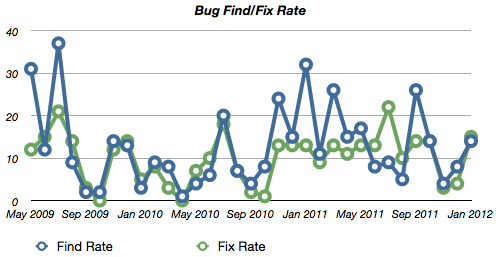 Bug Find/Fix Rate
40
30
20
10
0
May 2009 Sep 2009 Jan 2010 May 2010 Sep 2010 Jan 2011 May 2011 Sep 2011 Jan 2012
Find Rate Fix Rate